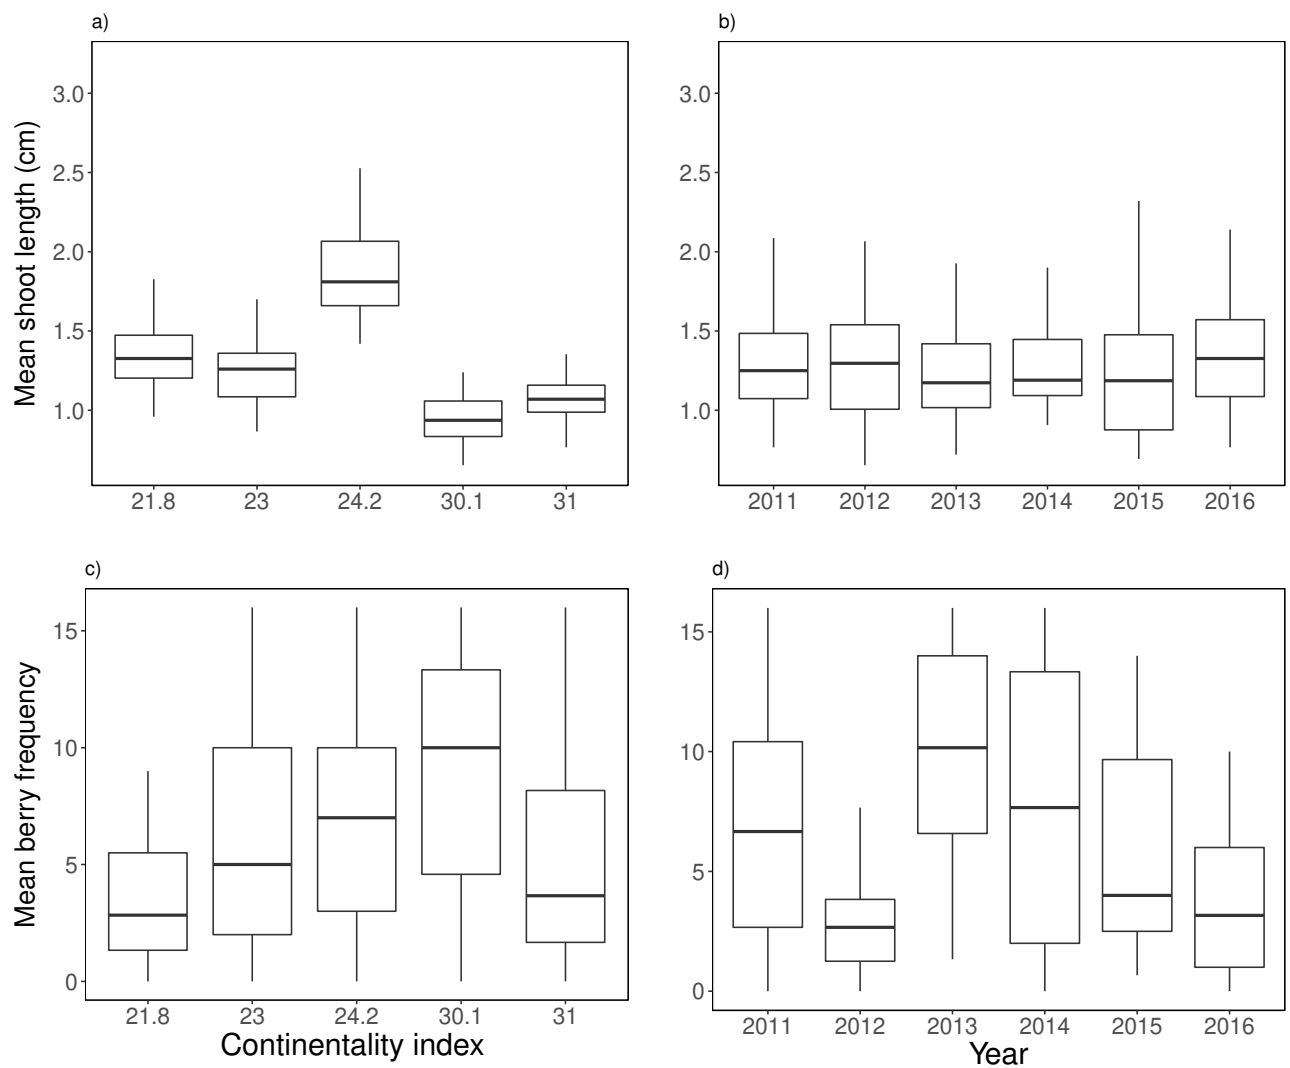 a)
Mean shoot length (cm)
3.0
2.5
2.0
1.5
1.0
21.8 23 24.2 30.1 31
b)
3.0
2.5
2.0
1.5
1.0
2011 2012 2013 2014 2015 2016
c)
Mean berry frequency
15
10
5
0
21.8 23 24.2 30.1 31
Continentality index
d)
15
10
5
0
2011 2012 2013 2014 2015 2016
Year